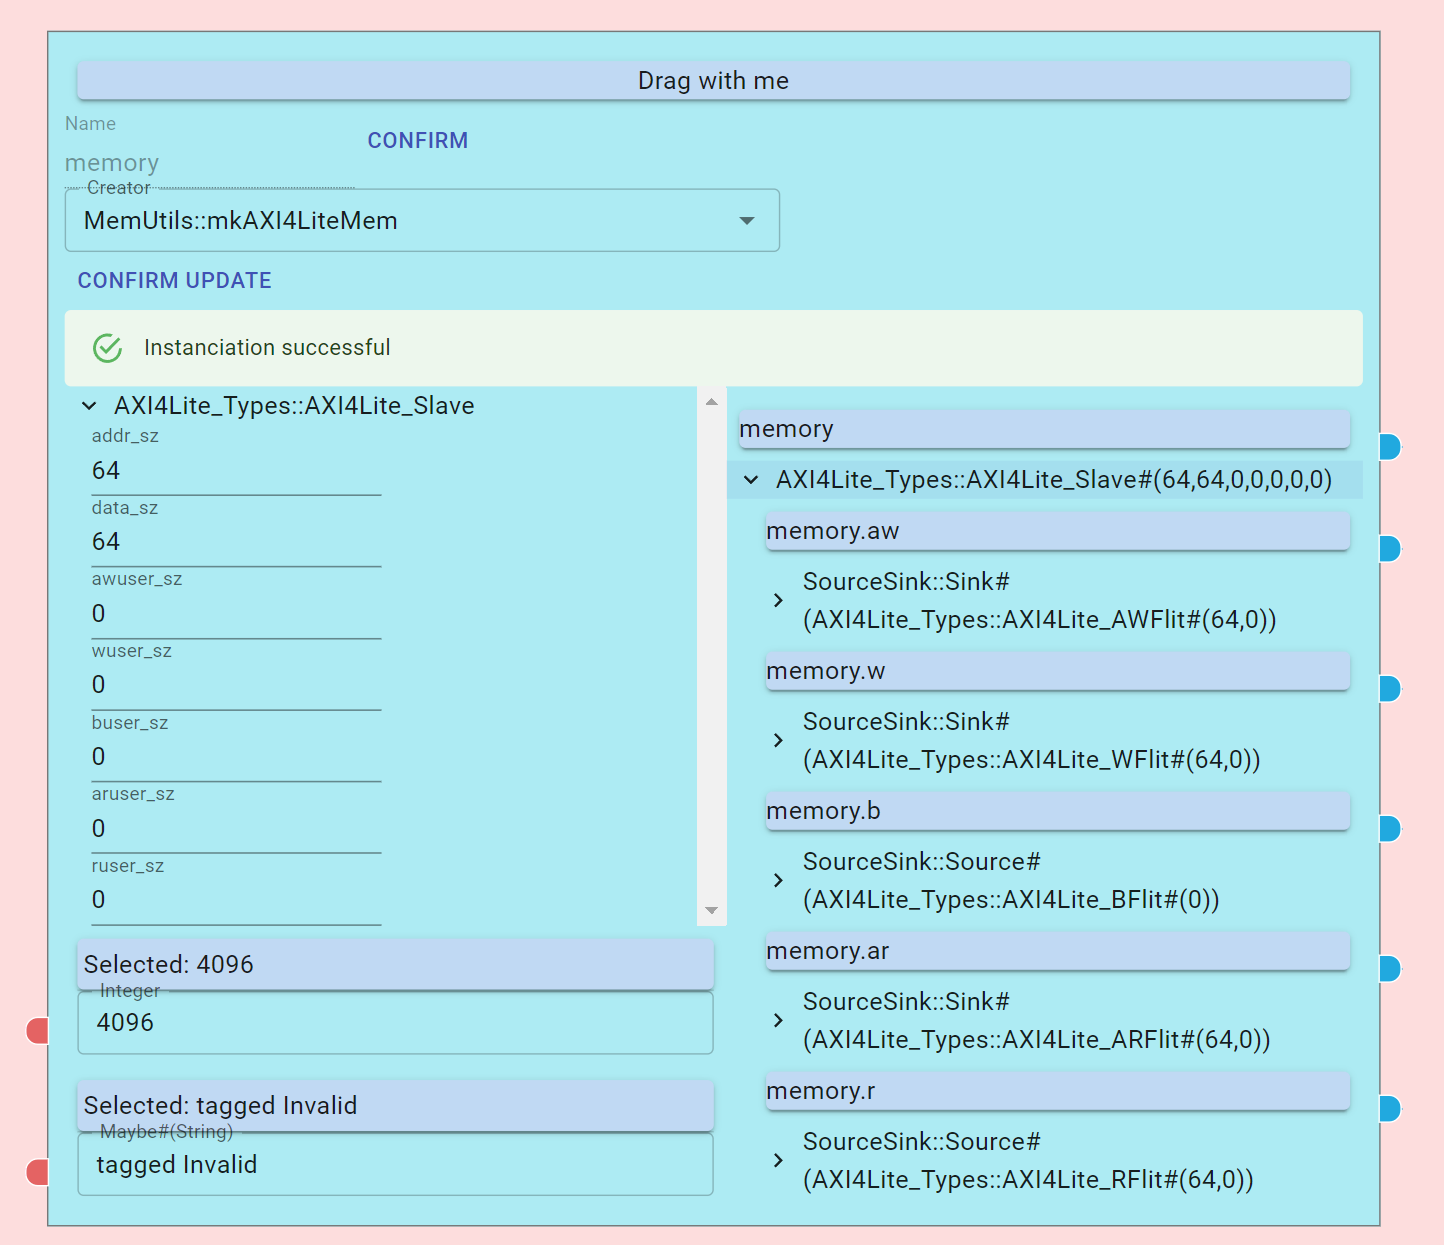 Drag with me
Name
CONFIRM
memory
Creator
MemUtils::mkAXI4LiteMem
CONFIRM UPDATE
Instanciation successful
AXI4Lite_Types::AXI4Lite_Slave
addr_sz
64
data_sz
64
awuser_sz
0
wuser_sz
0
buser_sz
0
aruser_sz
0
ruser_sz
0
Selected: 4096
Integer
4096
Selected: tagged Invalid
Maybe#(String)
tagged Invalid
memory
AXI4Lite_Types::AXI4Lite_Slave#(64,64,0,0,0,0,0)
memory.aw
SourceSink::Sink#
(AXI4Lite_Types::AXI4Lite_AWFlit#(64,0))
memory.w
SourceSink::Sink#
(AXI4Lite_Types::AXI4Lite_WFlit#(64,0))
memory.b
SourceSink::Source#
(AXI4Lite_Types::AXI4Lite_BFlit#(0))
memory.ar
SourceSink::Sink#
(AXI4Lite_Types::AXI4Lite_ARFlit#(64,0))
memory.r
SourceSink::Source#
(AXI4Lite_Types::AXI4Lite_RFlit#(64,0))